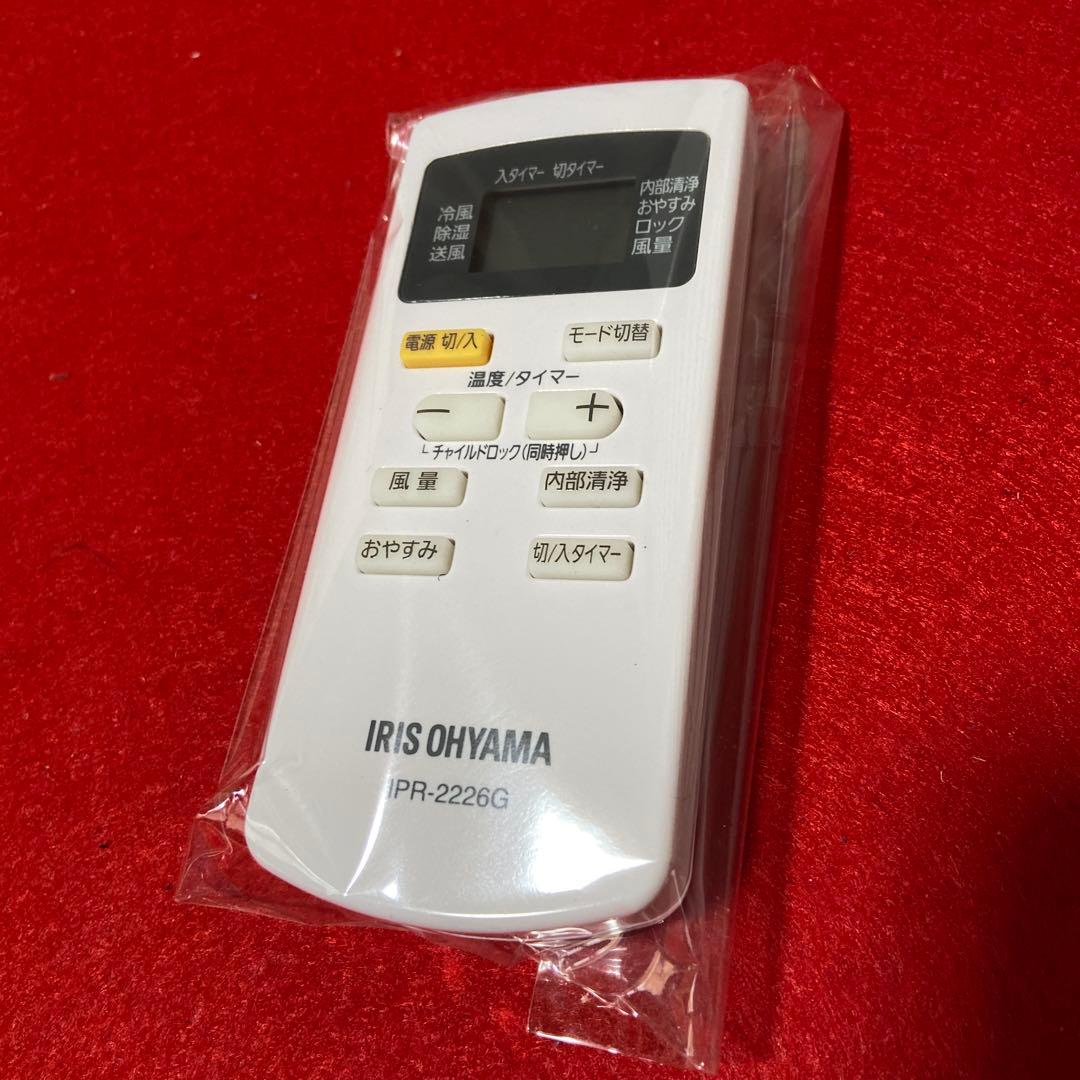 入タイマー 切タイマー
冷風
除湿
送風
内部清浄
おやすみ
ロック
風量
電源 切/入
モード切替
温度/タイマー
− +
└ チャイルドロック(同時押し) ┘
風量
内部清浄
おやすみ
切/入タイマー
IRIS OHYAMA
IPR-2226G